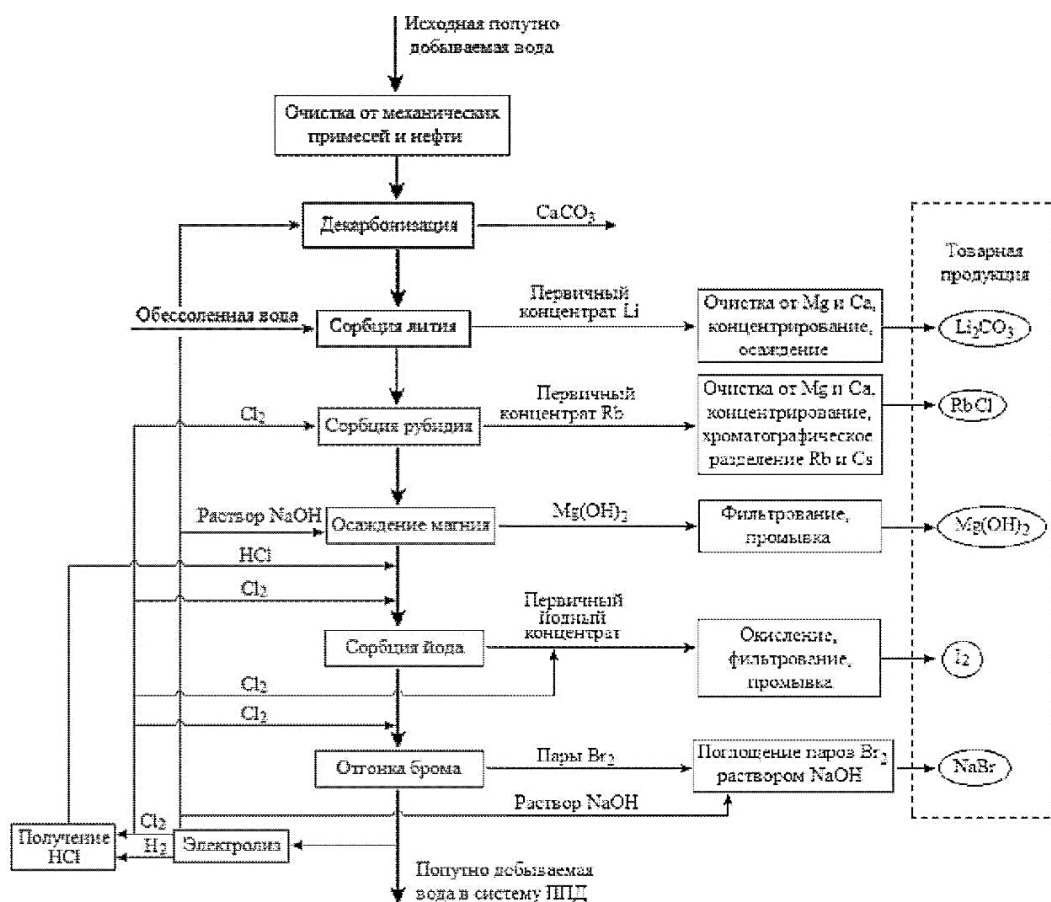 Исходная попутно
добываемая вода
Очистка от механических
примесей и нефти
Декарбонизация
CaCO3
Товарная
продукция
Обессоленная вода
Сорбция лития
Первичный
концентрат Li
Очистка от Mg и Ca,
концентрирование,
осаждение
Li2CO3
Cl2
Сорбция рубидия
Первичный
концентрат Rb
Очистка от Mg и Ca,
концентрирование,
хроматографическое
разделение Rb и Cs
RbCl
Раствор NaOH
Осаждение магния
Mg(OH)2
Фильтрование,
промывка
Mg(OH)2
HCl
Cl2
Сорбция йода
Первичный
йодный
концентрат
Окисление,
фильтрование,
промывка
I2
Cl2
Cl2
Отгонка брома
Пары Br2
Поглощение паров Br2
раствором NaOH
NaBr
Раствор NaOH
Получение
HCl
Cl2
H2
Электролиз
Попутно добываемая
вода в систему ППД